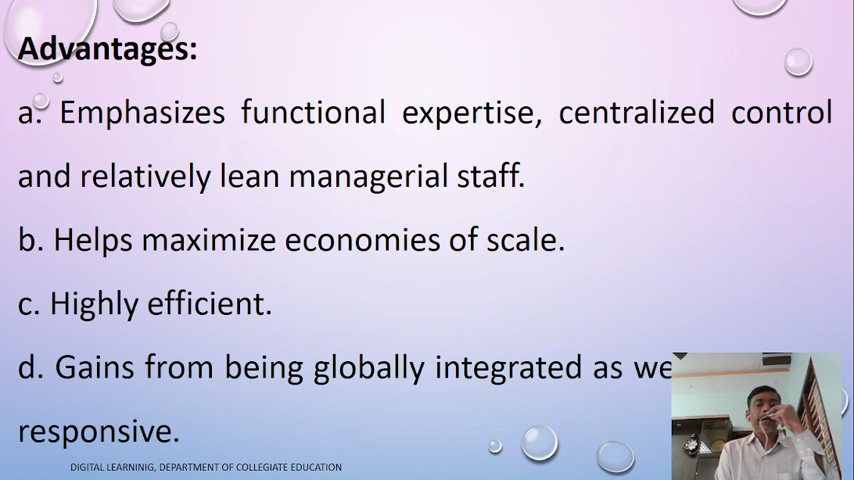 Advantages:
a. Emphasizes functional expertise, centralized control
and relatively lean managerial staff.
b. Helps maximize economies of scale.
c. Highly efficient.
d. Gains from being globally integrated as
responsive.
DIGITAL LEARNINIG, DEPARTMENT OF COLLEGIATE EDUCATION